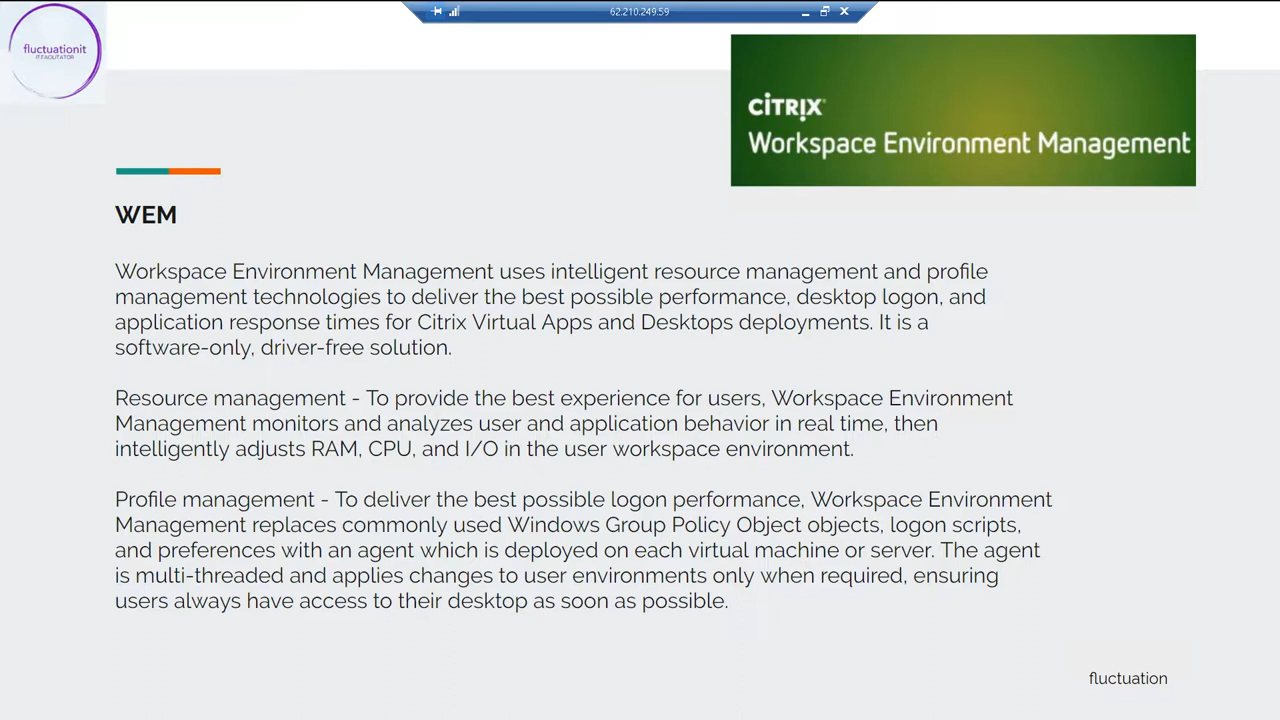 62.210.249.59
fluctuationit
IT FACILITATOR
CİTRIX
Workspace Environment Management
WEM
Workspace Environment Management uses intelligent resource management and profile
management technologies to deliver the best possible performance, desktop logon, and
application response times for Citrix Virtual Apps and Desktops deployments. It is a
software-only, driver-free solution.
Resource management - To provide the best experience for users, Workspace Environment
Management monitors and analyzes user and application behavior in real time, then
intelligently adjusts RAM, CPU, and I/O in the user workspace environment.
Profile management - To deliver the best possible logon performance, Workspace Environment
Management replaces commonly used Windows Group Policy Object objects, logon scripts,
and preferences with an agent which is deployed on each virtual machine or server. The agent
is multi-threaded and applies changes to user environments only when required, ensuring
users always have access to their desktop as soon as possible.
fluctuation